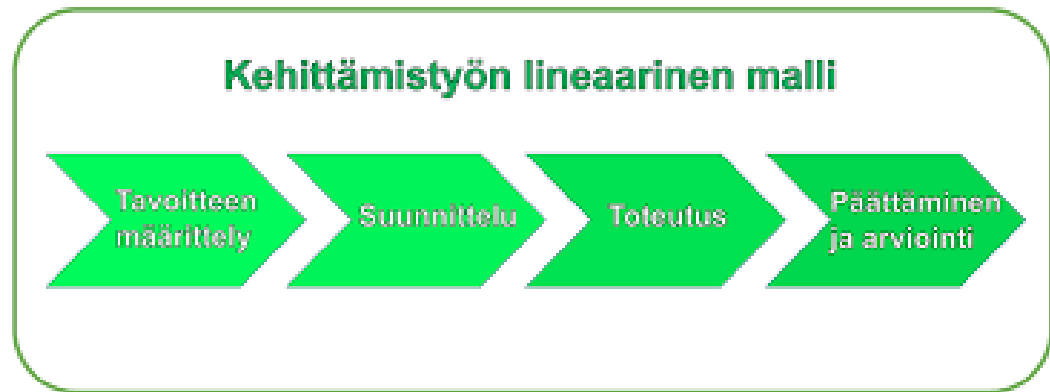 Kehittämistyön lineaarinen malli
Tavoitteen
määrittely
Suunnittelu
Toteutus
Päättäminen
ja arviointi